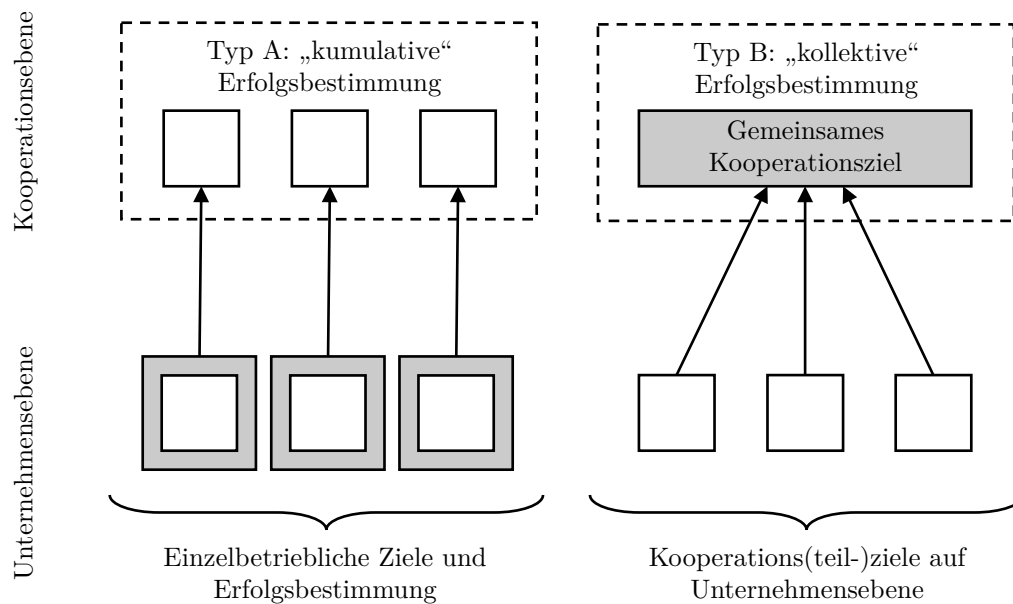 Kooperationsebene
Typ A: „kumulative“
Erfolgsbestimmung
Typ B: „kollektive“
Erfolgsbestimmung
Gemeinsames
Kooperationsziel
Unternehmensebene
Einzelbetriebliche Ziele und
Erfolgsbestimmung
Kooperations(teil-)ziele auf
Unternehmensebene